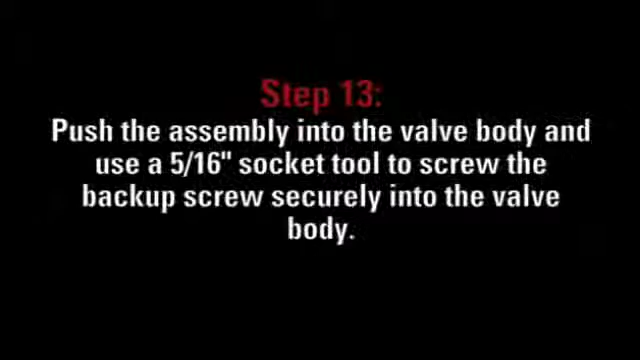 Step 13:
Push the assembly into the valve body and
use a 5/16" socket tool to screw the
backup screw securely into the valve
body.